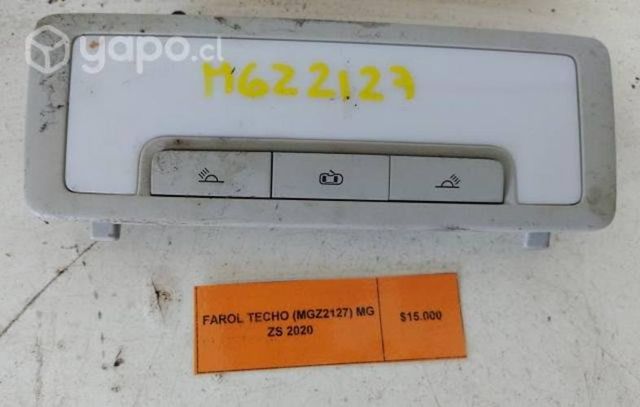 yapo.cl
MGZ2127
FAROL TECHO (MGZ2127) MG
ZS 2020
$15.000